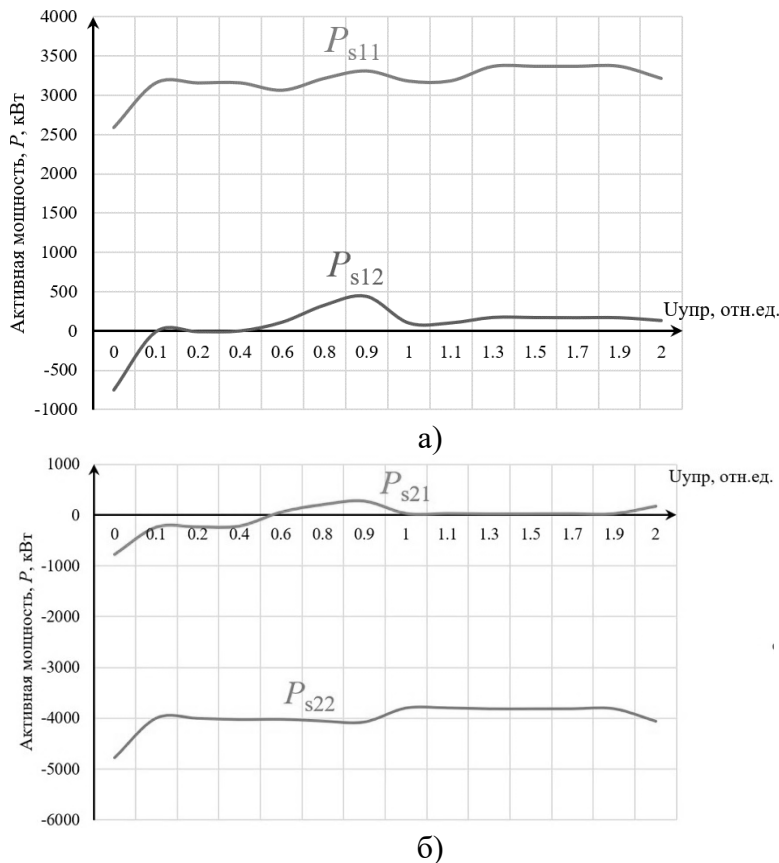 Активная мощность, P, кВт
4000
3500
3000
2500
2000
1500
1000
500
0
-500
-1000
Ps11
Ps12
Uупр, отн.ед.
0 0.1 0.2 0.4 0.6 0.8 0.9 1 1.1 1.3 1.5 1.7 1.9 2
а)
Активная мощность, P, кВт
1000
0
-1000
-2000
-3000
-4000
-5000
-6000
Ps21
Uупр, отн.ед.
0 0.1 0.2 0.4 0.6 0.8 0.9 1 1.1 1.3 1.5 1.7 1.9 2
Ps22
б)